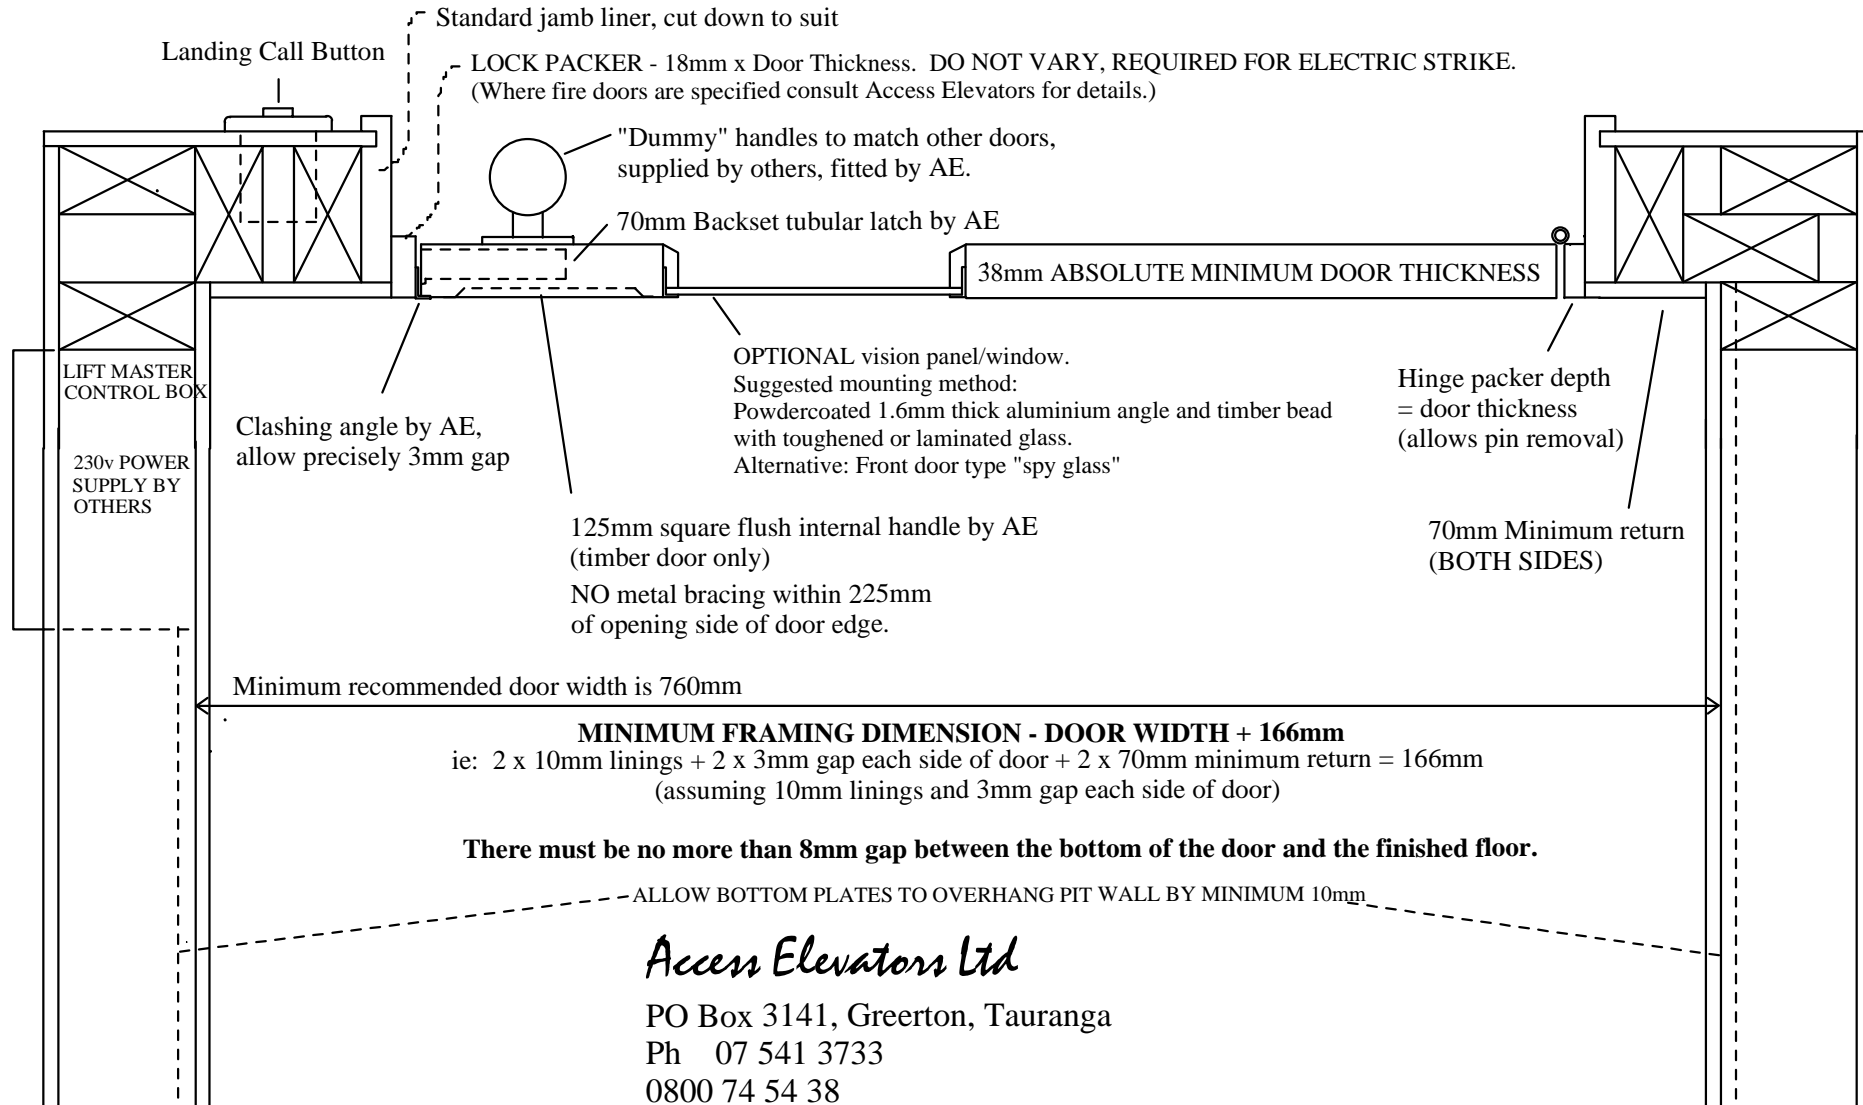 Standard jamb liner, cut down to suit
Landing Call Button
LOCK PACKER - 18mm x Door Thickness.  DO NOT VARY, REQUIRED FOR ELECTRIC STRIKE.
(Where fire doors are specified consult Access Elevators for details.)
"Dummy" handles to match other doors,
supplied by others, fitted by AE.
70mm Backset tubular latch by AE
38mm ABSOLUTE MINIMUM DOOR THICKNESS
LIFT MASTER
CONTROL BOX
230v POWER
SUPPLY BY
OTHERS
Clashing angle by AE,
allow precisely 3mm gap
OPTIONAL vision panel/window.
Suggested mounting method:
Powdercoated 1.6mm thick aluminium angle and timber bead
with toughened or laminated glass.
Alternative: Front door type "spy glass"
Hinge packer depth
= door thickness
(allows pin removal)
125mm square flush internal handle by AE
(timber door only)
NO metal bracing within 225mm
of opening side of door edge.
70mm Minimum return
(BOTH SIDES)
Minimum recommended door width is 760mm
MINIMUM FRAMING DIMENSION - DOOR WIDTH + 166mm
ie:  2 x 10mm linings + 2 x 3mm gap each side of door + 2 x 70mm minimum return = 166mm
(assuming 10mm linings and 3mm gap each side of door)
There must be no more than 8mm gap between the bottom of the door and the finished floor.
ALLOW BOTTOM PLATES TO OVERHANG PIT WALL BY MINIMUM 10mm
Access Elevators Ltd
PO Box 3141, Greerton, Tauranga
Ph    07 541 3733
0800 74 54 38